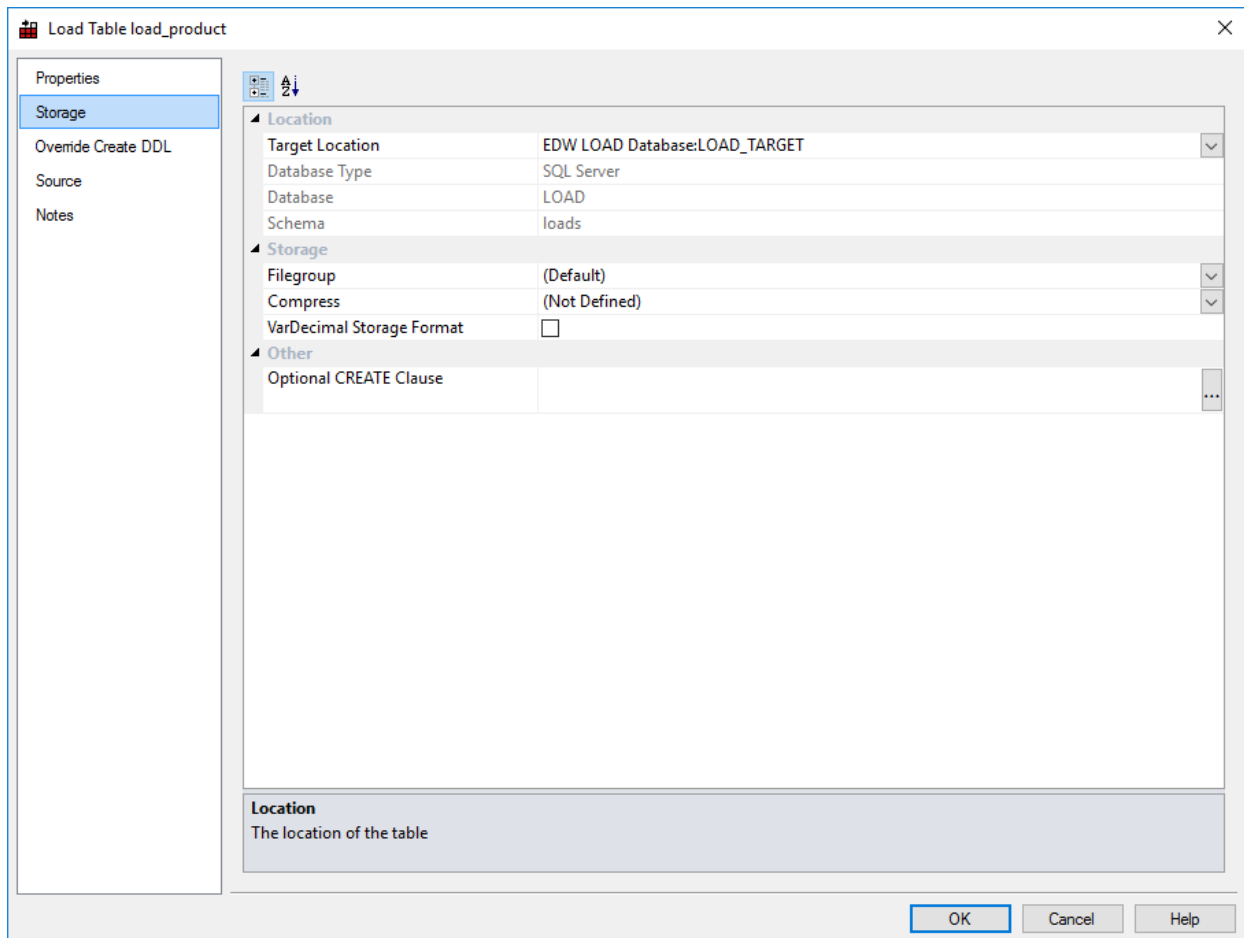 Load Table load_product
Properties
Storage
Override Create DDL
Source
Notes
Location
Target Location EDW LOAD Database:LOAD_TARGET
Database Type SQL Server
Database LOAD
Schema loads
Storage
Filegroup (Default)
Compress (Not Defined)
VarDecimal Storage Format
Other
Optional CREATE Clause
...
Location
The location of the table
OK Cancel Help